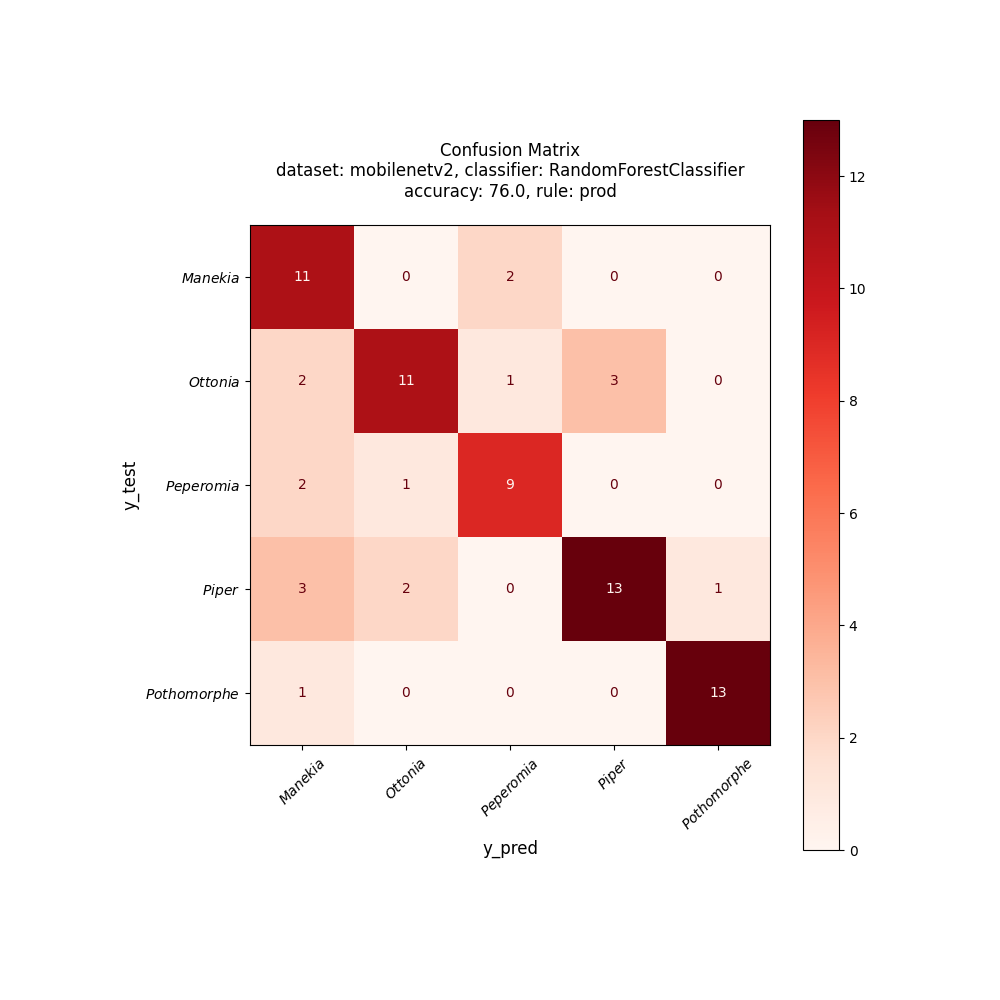 Confusion Matrix
dataset: mobilenetv2, classifier: RandomForestClassifier
accuracy: 76.0, rule: prod
Manekia 11 0 2 0 0
Ottonia 2 11 1 3 0
Peperomia 2 1 9 0 0
Piper 3 2 0 13 1
Pothomorphe 1 0 0 0 13
y_test
Manekia Ottonia Peperomia Piper Pothomorphe
y_pred
12
10
8
6
4
2
0